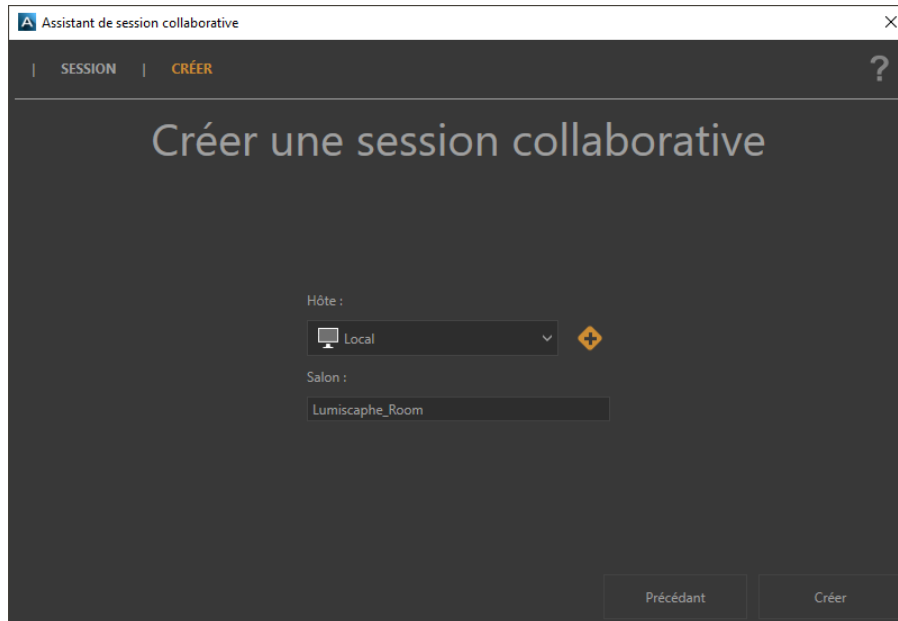 A Assistant de session collaborative
| SESSION | CRÉER ?
Créer une session collaborative
Hôte :
Local
Salon :
Lumiscaphe_Room
Précédant Créer